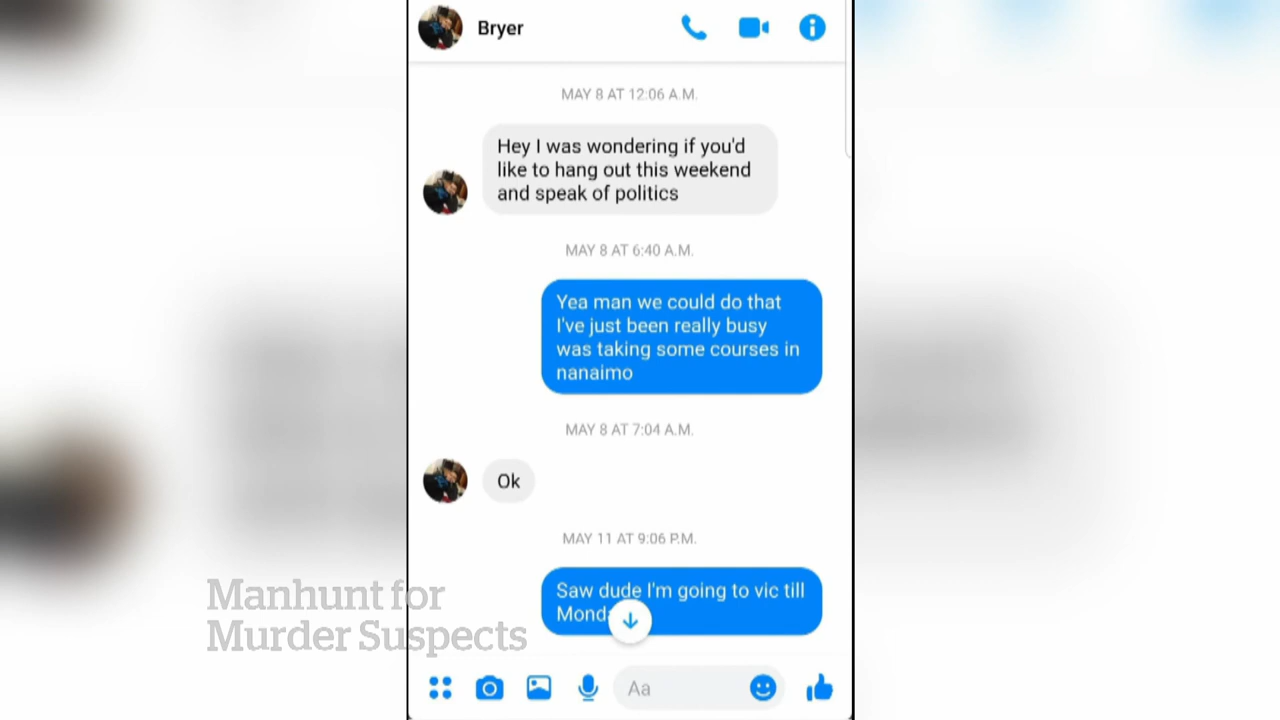 Bryer
MAY 8 AT 12:06 A.M.
Hey I was wondering if you'd
like to hang out this weekend
and speak of politics
MAY 8 AT 6:40 A.M.
Yea man we could do that
I've just been really busy
was taking some courses in
nanaimo
MAY 8 AT 7:04 A.M.
Ok
MAY 11 AT 9:06 P.M.
Saw dude I'm going to vic till
Manhunt for
Murder Suspects
Aa